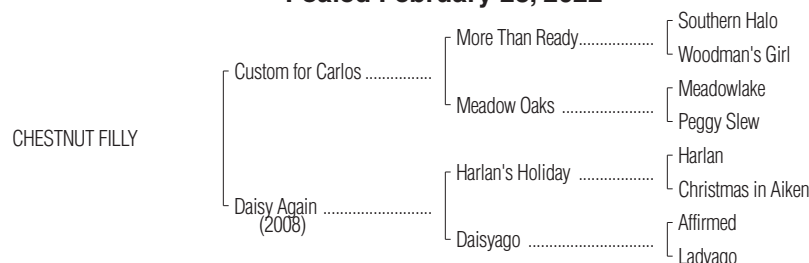 Foaled February 2022
Southern Halo
More Than Ready
Woodman's Girl
Custom for Carlos
Meadowlake
Meadow Oaks
Peggy Slew
CHESTNUT FILLY
Harlan
Harlan's Holiday
Christmas in Aiken
Daisy Again
(2008)
Affirmed
Daisyago
Ladyago